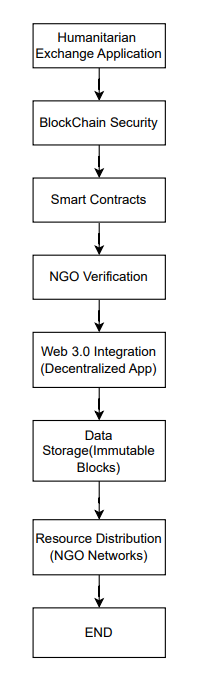 Humanitarian
Exchange Application
BlockChain Security
Smart Contracts
NGO Verification
Web 3.0 Integration
(Decentralized App)
Data
Storage(Immutable
Blocks)
Resource Distribution
(NGO Networks)
END